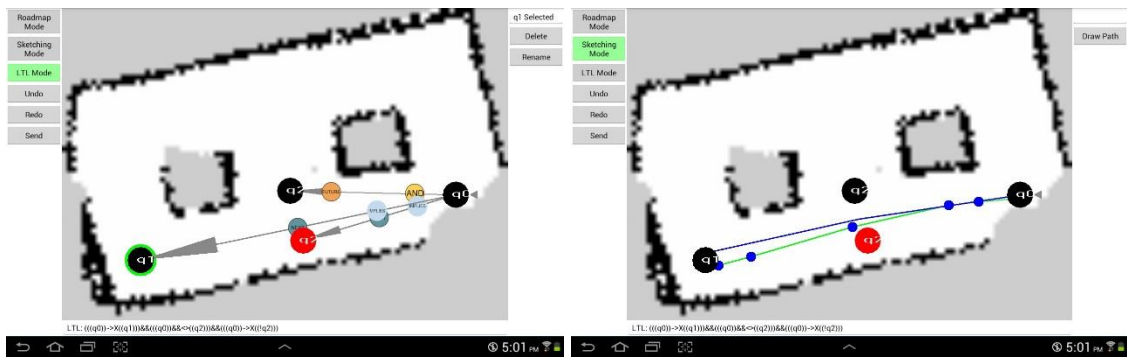 Roadmap
Mode
Sketching
Mode
LTL Mode
Undo
Redo
Send
q1 Selected
Delete
Rename
q2
FUTURE
AND
q0
IMPLIES
IMPLIES
q1
LTL: (((q0))->X((q1)))&&(((q0))&&<>((q2)))&&(((q0))->X((!q2)))
5:01 PM
Roadmap
Mode
Sketching
Mode
LTL Mode
Undo
Redo
Send
Draw Path
q0
q1
LTL: (((q0))->X((q1)))&&(((q0))&&<>((q2)))&&(((q0))->X((!q2)))
5:01 PM